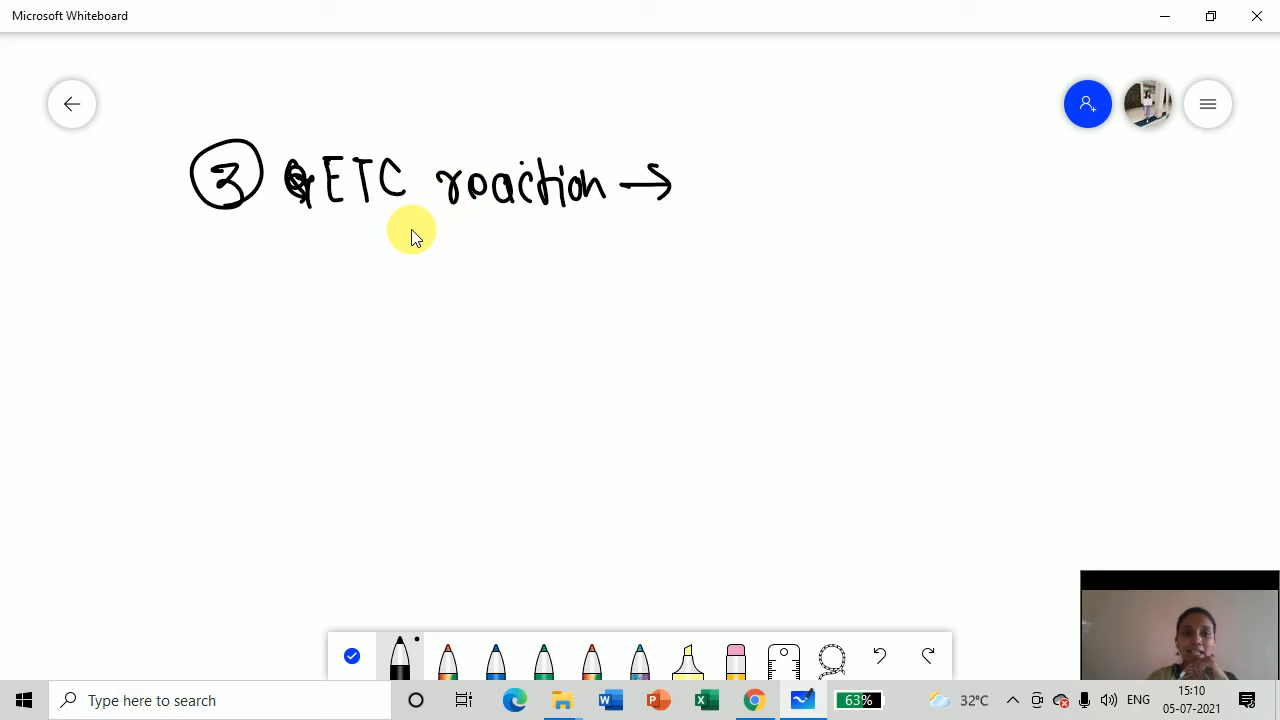 Microsoft Whiteboard
3 ETC reaction →
63%
Type here to search
32°C
ENG
15:10
05-07-2021